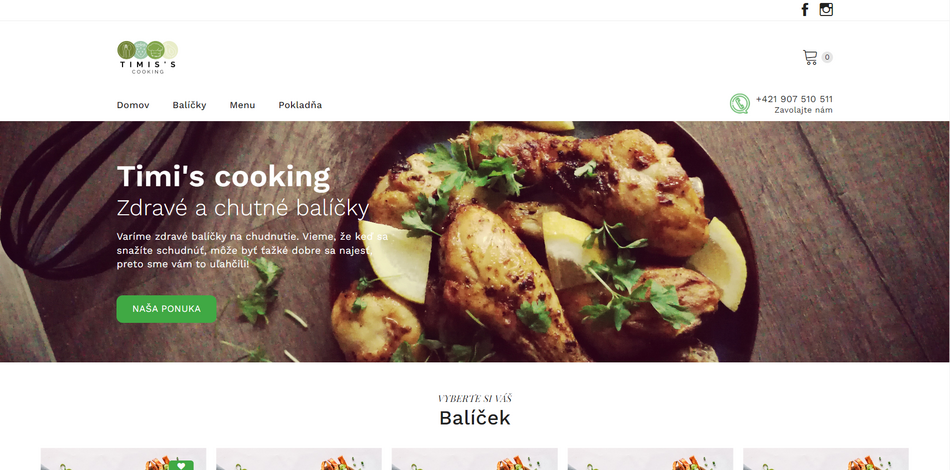 TIMIS'S
COOKING
0
Domov
Balíčky
Menu
Pokladňa
+421 907 510 511
Zavolajte nám
Timi's cooking
Zdravé a chutné balíčky
Varíme zdravé balíčky na chudnutie. Vieme, že keď sa
snažíte schudnúť, môže byť ťažké dobre sa najesť,
preto sme vám to uľahčili!
NAŠA PONUKA
VYBERTE SI VÁŠ
Balíček